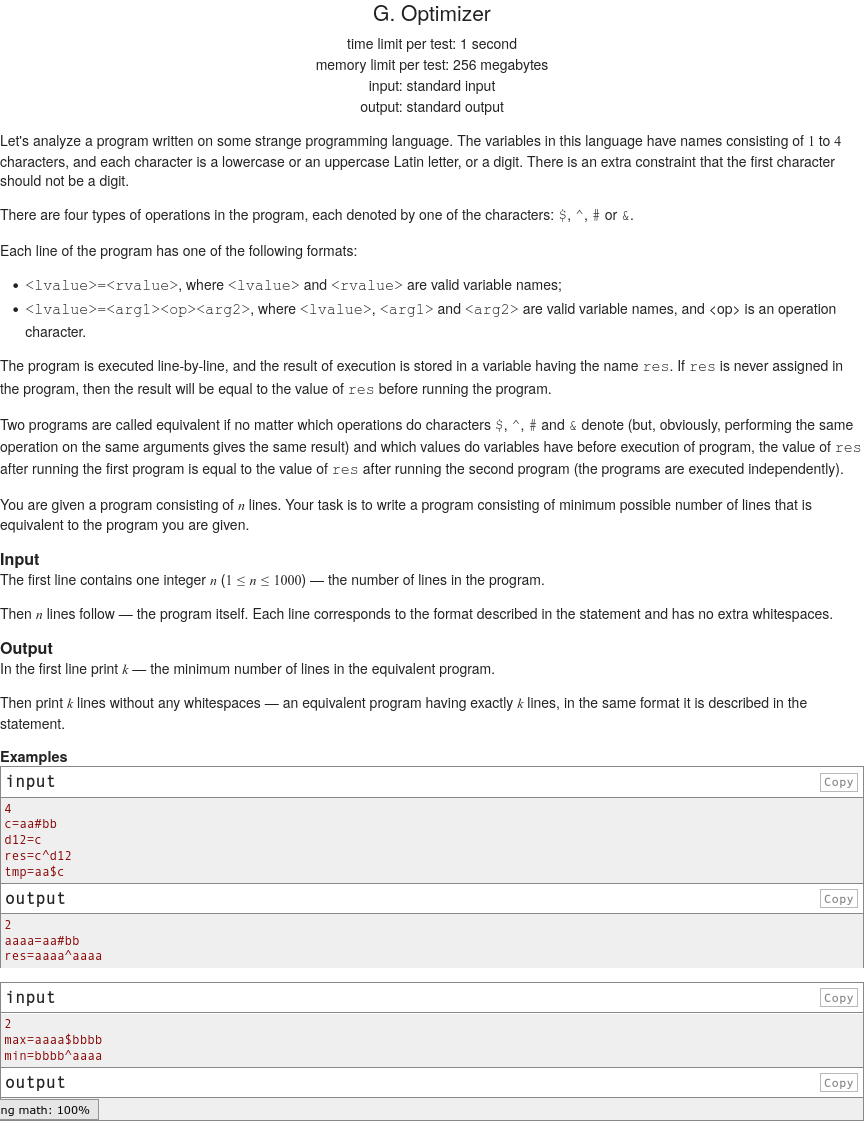 G. Optimizer
time limit per test: 1 second
memory limit per test: 256 megabytes
input: standard input
output: standard output
Let's analyze a program written on some strange programming language. The variables in this language have names consisting of 1 to 4
characters, and each character is a lowercase or an uppercase Latin letter, or a digit. There is an extra constraint that the first character
should not be a digit.
There are four types of operations in the program, each denoted by one of the characters: $, ^, # or &.
Each line of the program has one of the following formats:
• <lvalue>=<rvalue>, where <lvalue> and <rvalue> are valid variable names;
• <lvalue>=<arg1><op><arg2>, where <lvalue>, <arg1> and <arg2> are valid variable names, and <op> is an operation
character.
The program is executed line-by-line, and the result of execution is stored in a variable having the name res. If res is never assigned in
the program, then the result will be equal to the value of res before running the program.
Two programs are called equivalent if no matter which operations do characters $, ^, # and & denote (but, obviously, performing the same
operation on the same arguments gives the same result) and which values do variables have before execution of program, the value of res
after running the first program is equal to the value of res after running the second program (the programs are executed independently).
You are given a program consisting of n lines. Your task is to write a program consisting of minimum possible number of lines that is
equivalent to the program you are given.
Input
The first line contains one integer n (1 ≤ n ≤ 1000) — the number of lines in the program.
Then n lines follow — the program itself. Each line corresponds to the format described in the statement and has no extra whitespaces.
Output
In the first line print k — the minimum number of lines in the equivalent program.
Then print k lines without any whitespaces — an equivalent program having exactly k lines, in the same format it is described in the
statement.
Examples
input
Copy
4
c=aa#bb
d12=c
res=c^d12
tmp=aa$c
output
Copy
2
aaaa=aa#bb
res=aaaa^aaaa
input
Copy
2
max=aaaa$bbbb
min=bbbb^aaaa
output
Copy
ng math: 100%